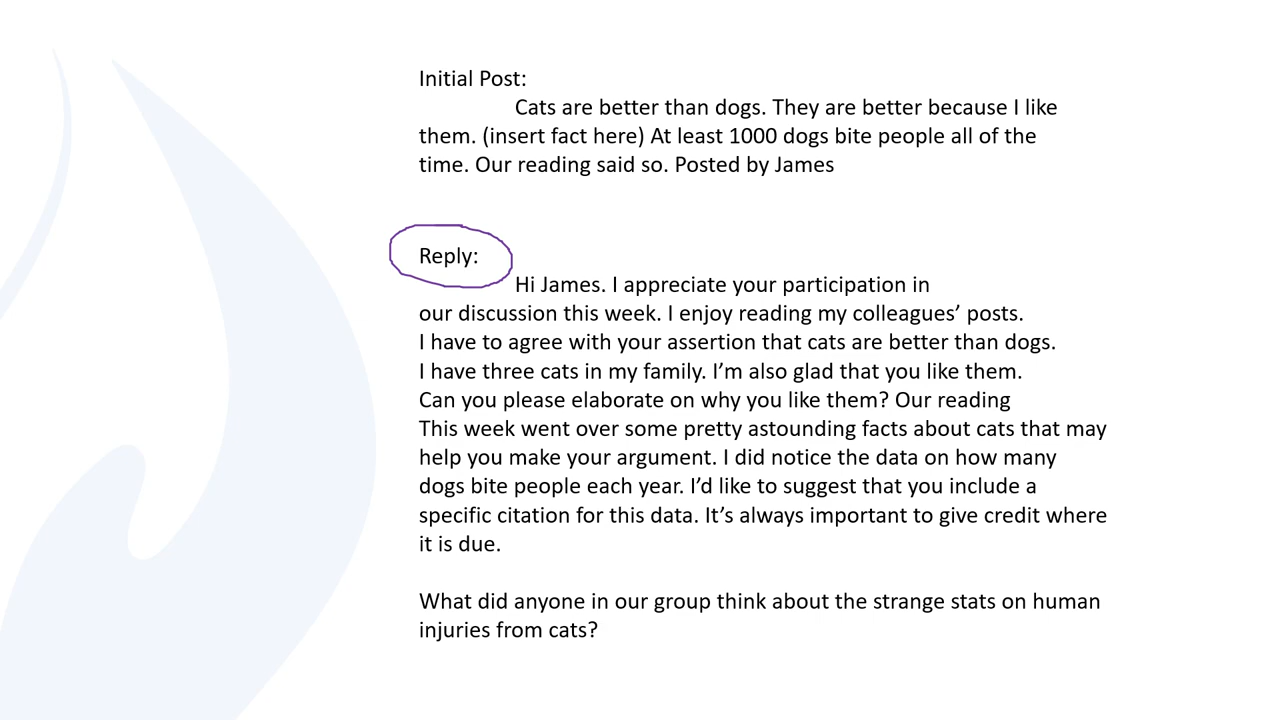 Initial Post:
Cats are better than dogs. They are better because I like
them. (insert fact here) At least 1000 dogs bite people all of the
time. Our reading said so. Posted by James
Reply:
Hi James. I appreciate your participation in
our discussion this week. I enjoy reading my colleagues’ posts.
I have to agree with your assertion that cats are better than dogs.
I have three cats in my family. I’m also glad that you like them.
Can you please elaborate on why you like them? Our reading
This week went over some pretty astounding facts about cats that may
help you make your argument. I did notice the data on how many
dogs bite people each year. I’d like to suggest that you include a
specific citation for this data. It’s always important to give credit where
it is due.
What did anyone in our group think about the strange stats on human
injuries from cats?